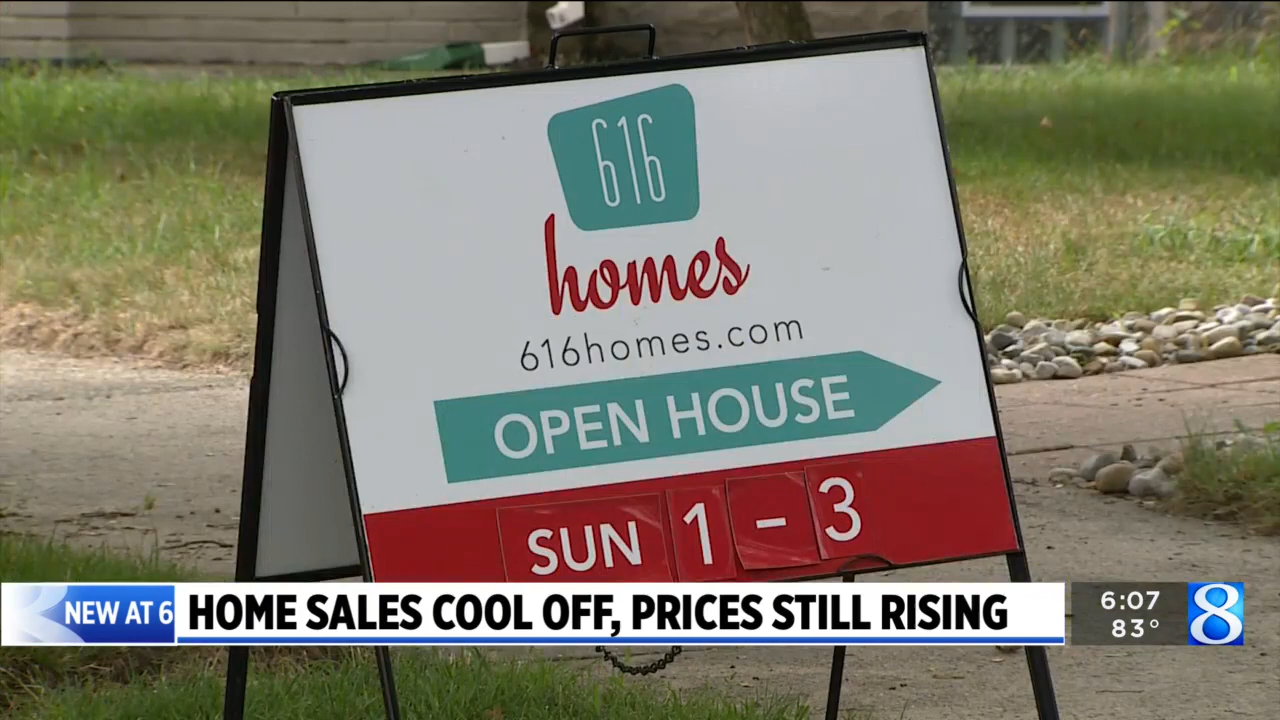 616
homes
616homes.com
OPEN HOUSE
SUN 1 - 3
NEW AT 6 HOME SALES COOL OFF, PRICES STILL RISING
6:07
83°
8